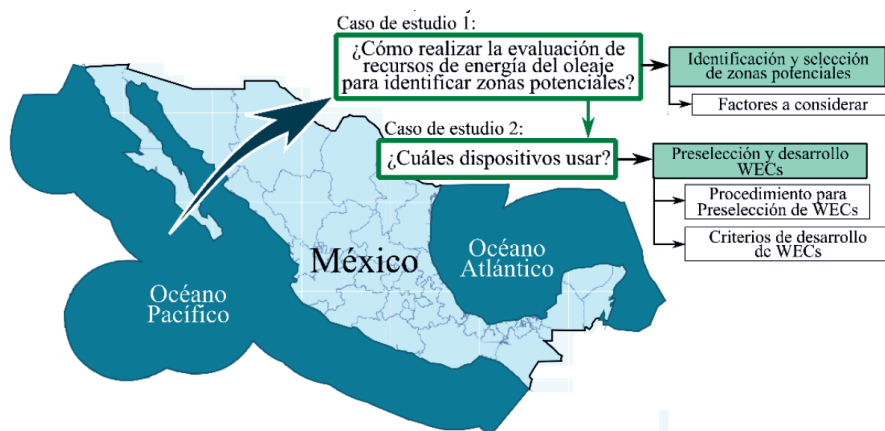 Caso de estudio 1:
¿Cómo realizar la evaluación de
recursos de energía del oleaje
para identificar zonas potenciales?
Identificación y selección
de zonas potenciales
Factores a considerar
Caso de estudio 2:
¿Cuáles dispositivos usar?
Preselección y desarrollo
WECs
Procedimiento para
Preselección de WECs
Criterios de desarrollo
de WECs
México
Océano
Atlántico
Océano
Pacífico